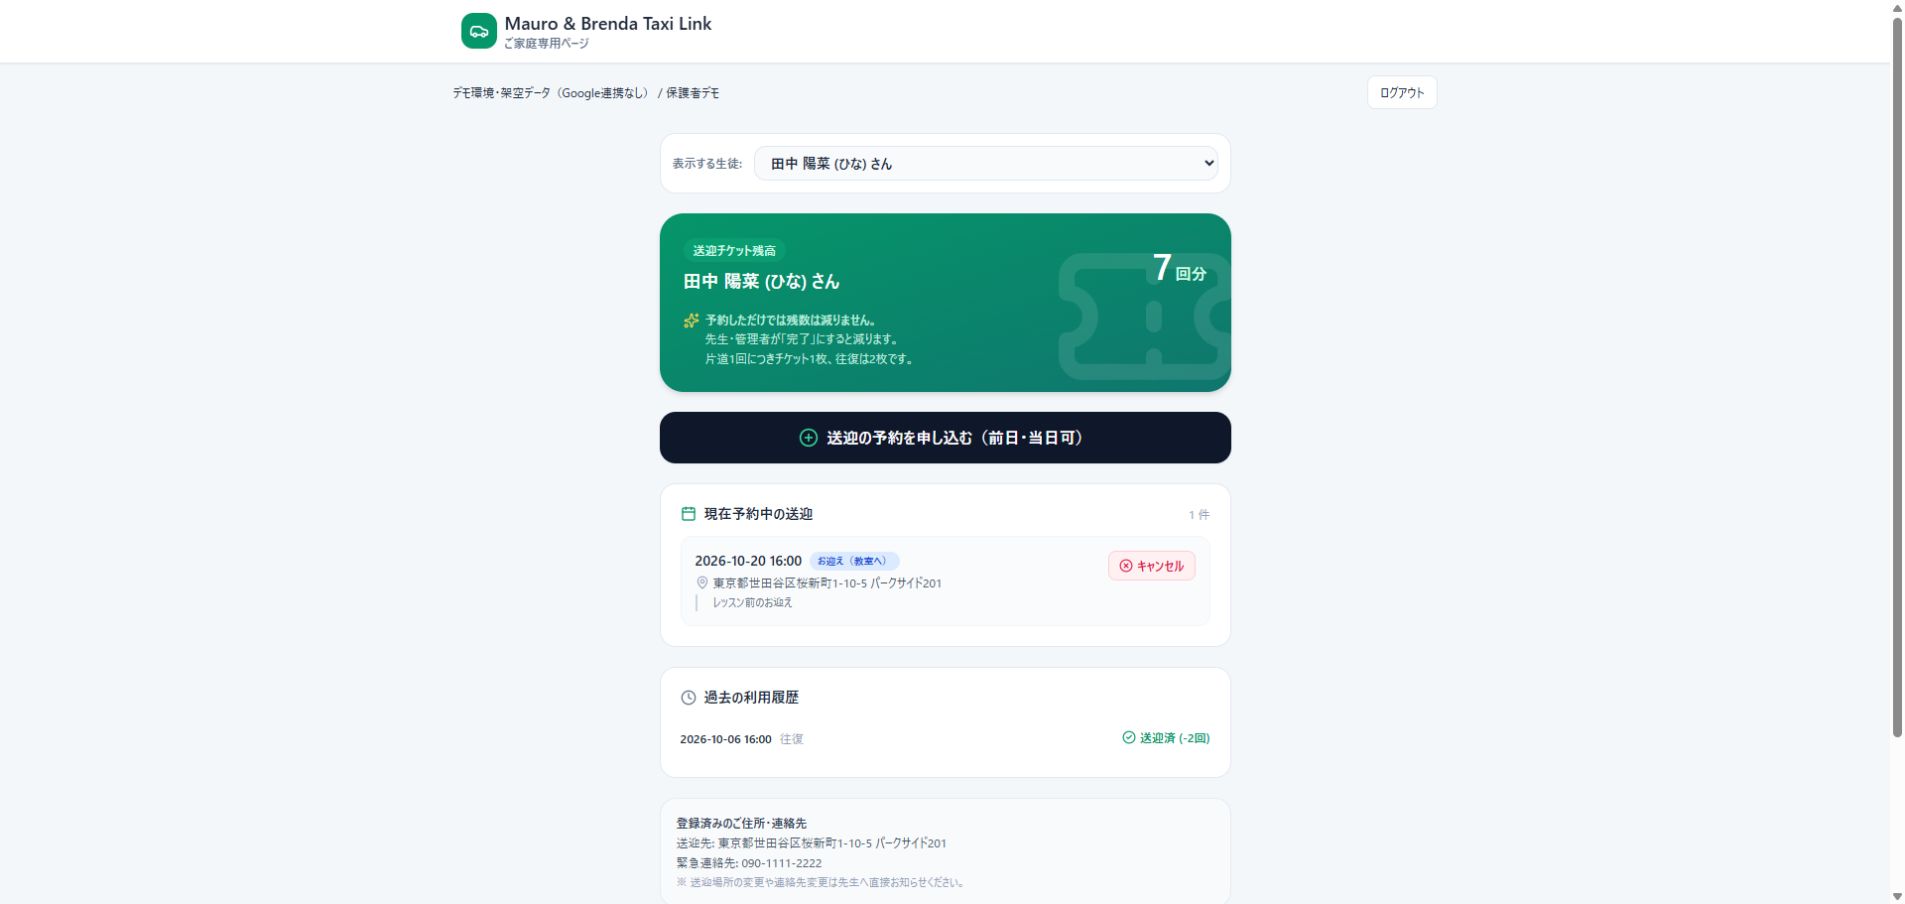 Mauro & Brenda Taxi Link
ご家庭専用ページ
デモ環境・架空データ（Google連携なし） / 保護者デモ
ログアウト
表示する生徒:
田中 陽菜 (ひな) さん
送迎チケット残高
田中 陽菜 (ひな) さん
7 回分
予約しただけでは残数は減りません。
先生・管理者が「完了」にすると減ります。
片道1回につきチケット1枚、往復は2枚です。
送迎の予約を申し込む（前日・当日可）
現在予約中の送迎
1 件
2026-10-20 16:00 お迎え（教室へ）
キャンセル
東京都世田谷区桜新町1-10-5 パークサイド201
レッスン前のお迎え
過去の利用履歴
2026-10-06 16:00 往復
送迎済 (-2回)
登録済みのご住所・連絡先
送迎先: 東京都世田谷区桜新町1-10-5 パークサイド201
緊急連絡先: 090-1111-2222
※ 送迎場所の変更や連絡先変更は先生へ直接お知らせください。